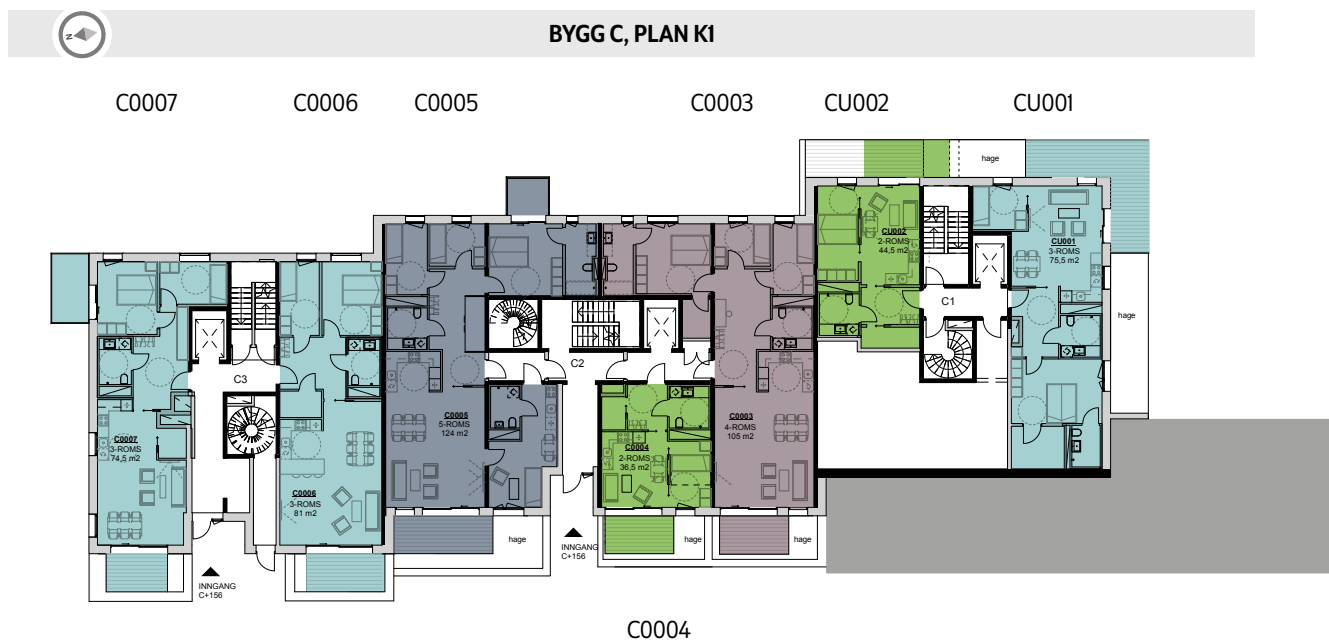 BYGG C, PLAN K1
N
C0007
C0006
C0005
C0003
CU002
CU001
hage
CU002
2-ROMS
44,5 m2
CU001
3-ROMS
75,5 m2
C1
hage
C2
C3
C0007
3-ROMS
74,5 m2
C0006
3-ROMS
81 m2
C0005
5-ROMS
124 m2
C0004
2-ROMS
36,5 m2
C0003
4-ROMS
105 m2
hage
hage
INNGANG
C+156
INNGANG
C+156
C0004